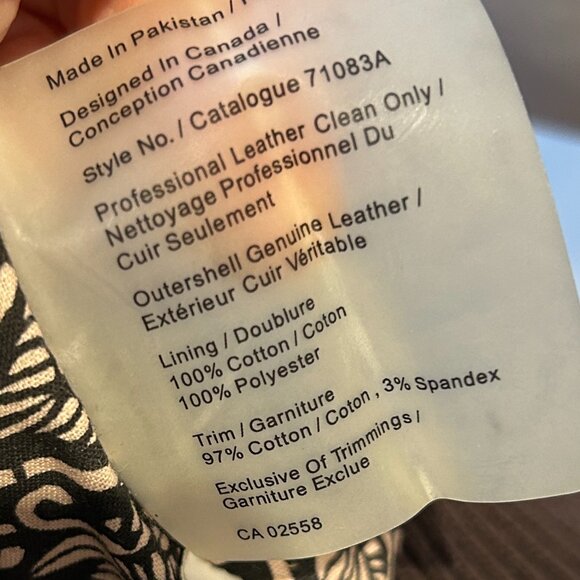 Made In Pakistan /
Designed In Canada /
Conception Canadienne
Style No. / Catalogue 71083A
Professional Leather Clean Only /
Nettoyage Professionnel Du
Cuir Seulement
Outershell Genuine Leather /
Extérieur Cuir Véritable
Lining / Doublure
100% Cotton / Coton
100% Polyester
Trim / Garniture
97% Cotton / Coton , 3% Spandex
Exclusive Of Trimmings /
Garniture Exclue
CA 02558